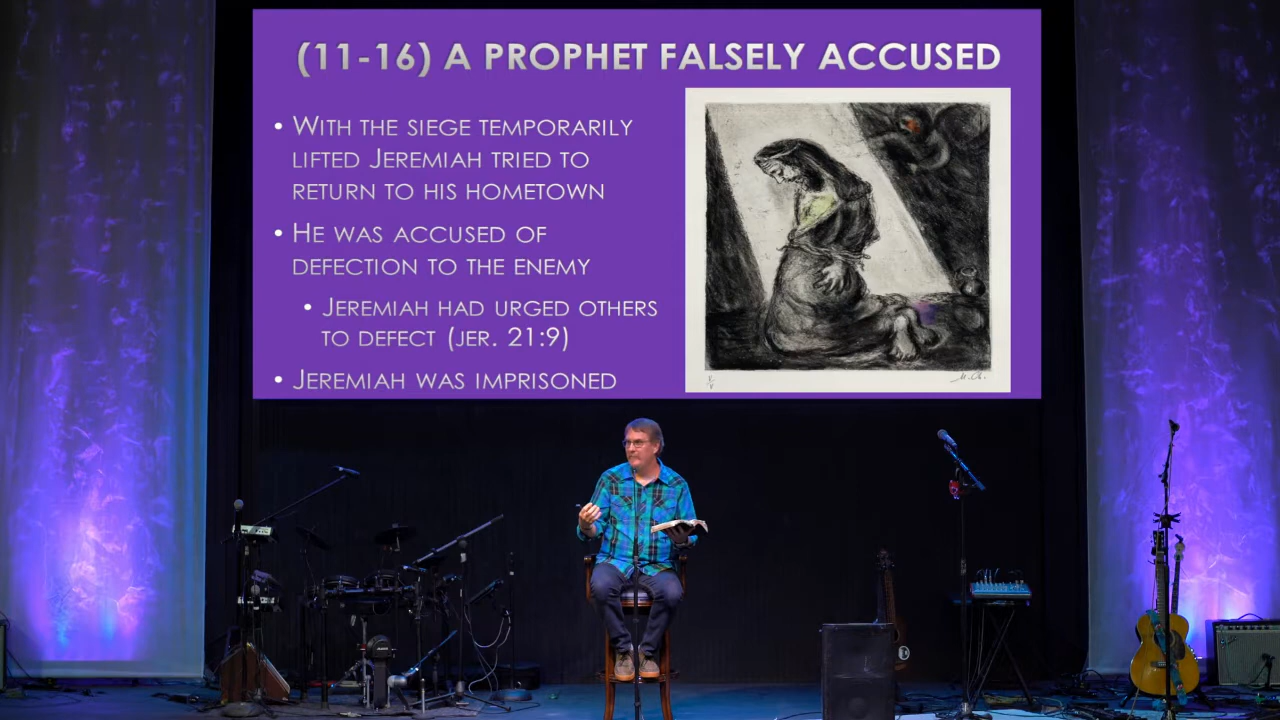 (11-16) A PROPHET FALSELY ACCUSED
• WITH THE SIEGE TEMPORARILY
LIFTED JEREMIAH TRIED TO
RETURN TO HIS HOMETOWN
• HE WAS ACCUSED OF
DEFECTION TO THE ENEMY
• JEREMIAH HAD URGED OTHERS
TO DEFECT (JER. 21:9)
• JEREMIAH WAS IMPRISONED